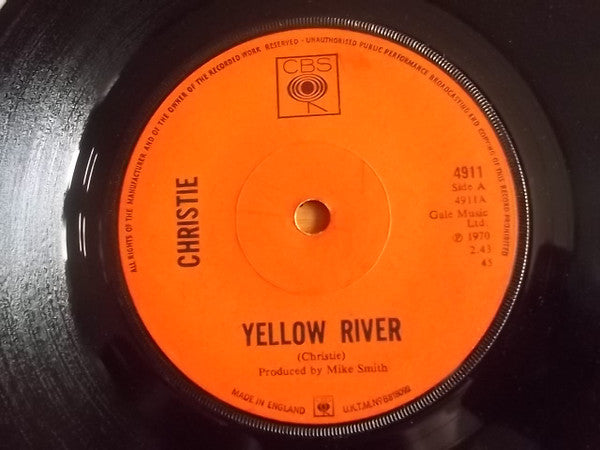 ALL RIGHTS OF THE MANUFACTURER AND OF THE OWNER OF THE RECORDED WORK RESERVED - UNAUTHORISED PUBLIC PERFORMANCE BROADCASTING AND COPYING OF THIS RECORD PROHIBITED
CBS
CHRISTIE
4911
Side A
4911A
Gale Music
Ltd.
℗ 1970
2.43
45
YELLOW RIVER
(Christie)
Produced by Mike Smith
MADE IN ENGLAND
U.K.T.M. No